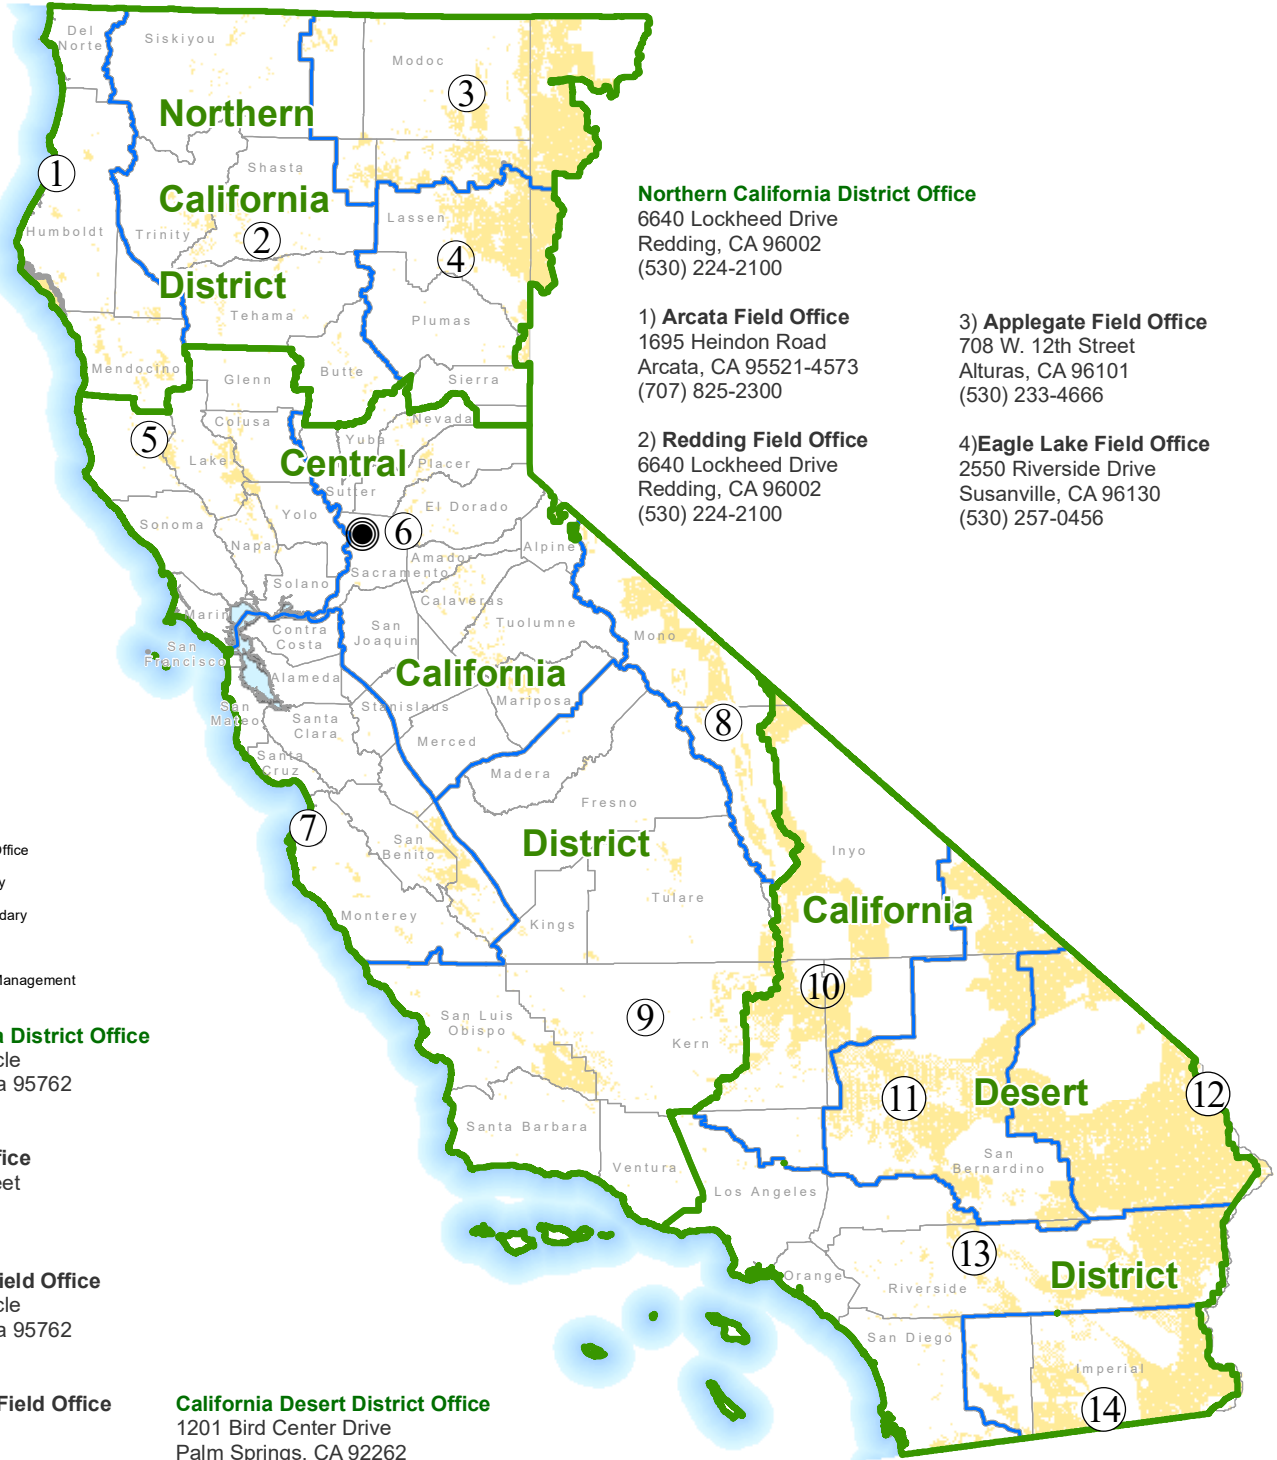 Del
Norte
Siskiyou
Modoc
3
Northern
1
Shasta
California
Humboldt
Trinity
2
Lassen
4
District
Tehama
Plumas
Mendocino
Glenn
Butte
Sierra
5
Colusa
Nevada
Yuba
Lake
Central
Placer
Sutter
El Dorado
Sonoma
Yolo
6
Napa
Amador
Alpine
Sacramento
Solano
Calaveras
Marin
Contra
Costa
San
Joaquin
Tuolumne
Mono
San
Francisco
Alameda
California
San
Mateo
Santa
Clara
Stanislaus
Mariposa
8
Merced
Santa
Cruz
Madera
7
Fresno
San
Benito
District
Inyo
Monterey
Kings
Tulare
California
10
San Luis
Obispo
9
Kern
11
Desert
12
Santa Barbara
San
Bernardino
Ventura
Los Angeles
13
Orange
Riverside
District
San Diego
Imperial
14
Northern California District Office
6640 Lockheed Drive
Redding, CA 96002
(530) 224-2100
1) Arcata Field Office
1695 Heindon Road
Arcata, CA 95521-4573
(707) 825-2300
2) Redding Field Office
6640 Lockheed Drive
Redding, CA 96002
(530) 224-2100
3) Applegate Field Office
708 W. 12th Street
Alturas, CA 96101
(530) 233-4666
4)Eagle Lake Field Office
2550 Riverside Drive
Susanville, CA 96130
(530) 257-0456
District Office
95762
ield Office
95762
Field Office
California Desert District Office
1201 Bird Center Drive
Palm Springs, CA 92262